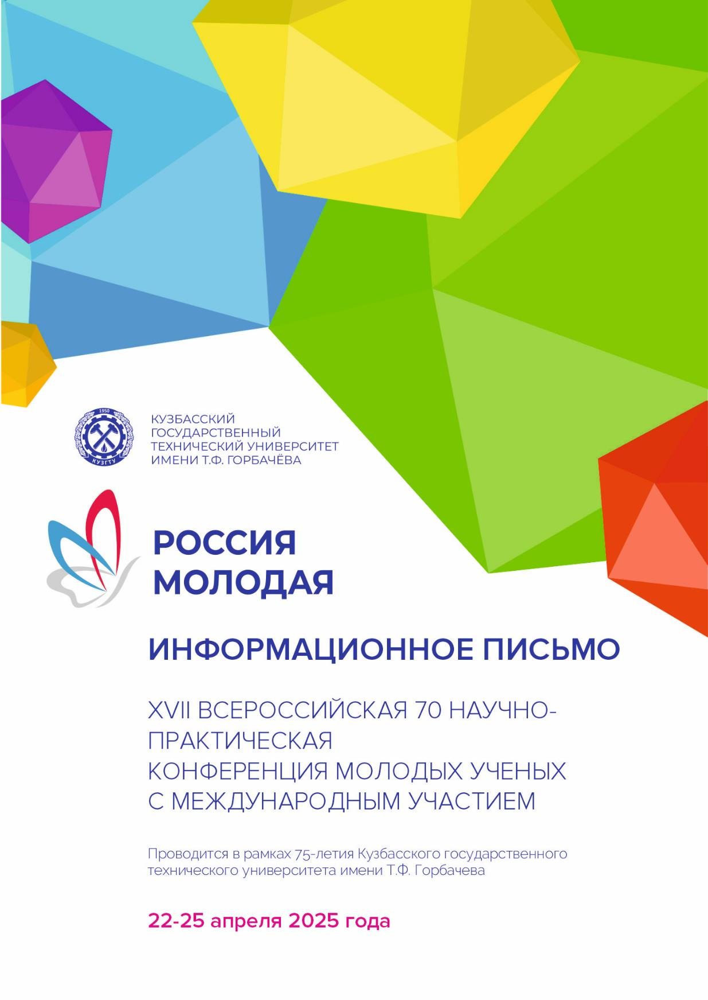 1950
КУЗГТУ
КУЗБАССКИЙ
ГОСУДАРСТВЕННЫЙ
ТЕХНИЧЕСКИЙ УНИВЕРСИТЕТ
ИМЕНИ Т.Ф. ГОРБАЧЁВА
РОССИЯ
МОЛОДАЯ
ИНФОРМАЦИОННОЕ ПИСЬМО
XVII ВСЕРОССИЙСКАЯ 70 НАУЧНО-
ПРАКТИЧЕСКАЯ
КОНФЕРЕНЦИЯ МОЛОДЫХ УЧЕНЫХ
С МЕЖДУНАРОДНЫМ УЧАСТИЕМ
Проводится в рамках 75-летия Кузбасского государственного
технического университета имени Т.Ф. Горбачева
22-25 апреля 2025 года